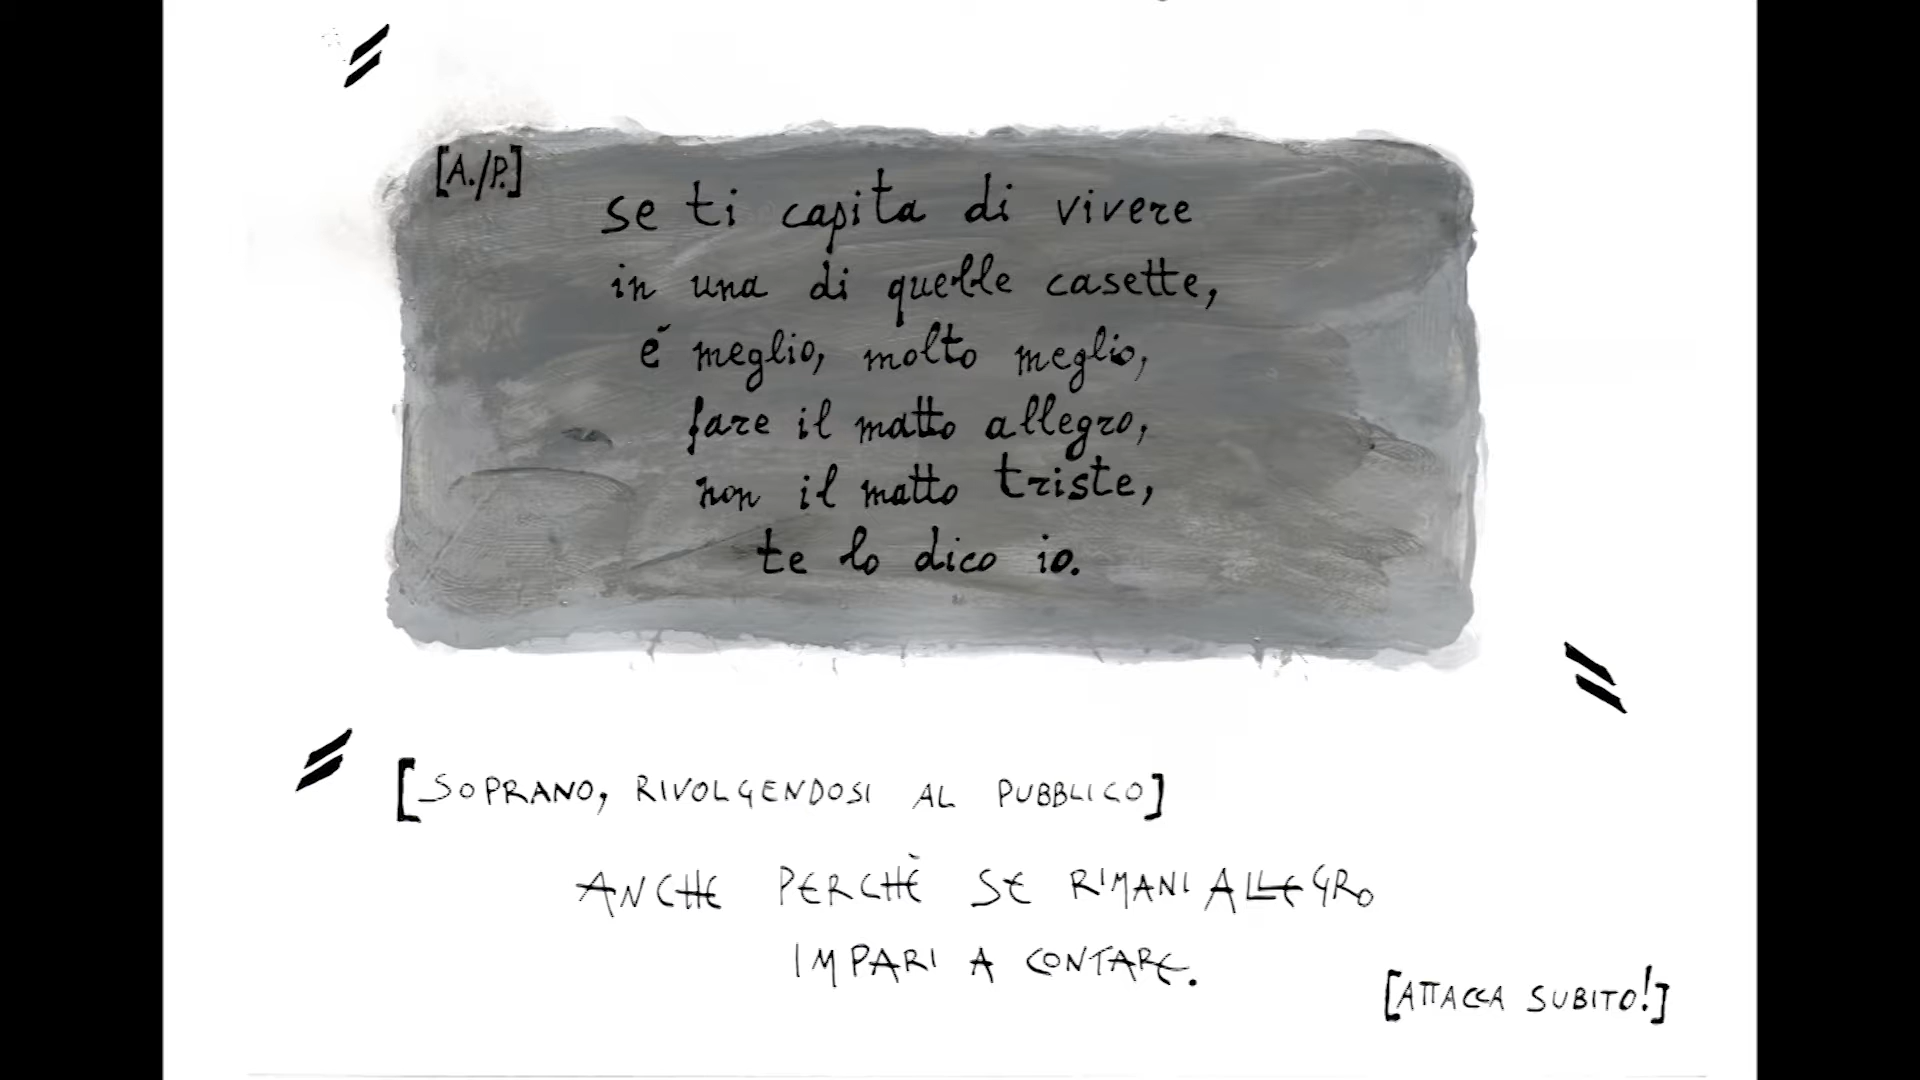 [A./P.]
se ti capita di vivere
in una di quelle casette,
é meglio, molto meglio,
fare il matto allegro,
non il matto triste,
te lo dico io.
[SOPRANO, RIVOLGENDOSI AL PUBBLICO]
ANCHE PERCHÈ SE RIMANI ALLEGRO
IMPARI A CONTARE.
[ATTACCA SUBITO!]